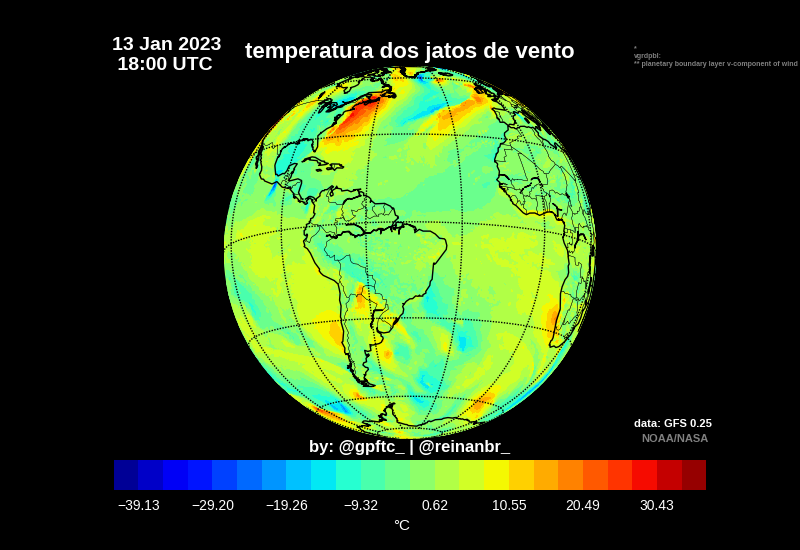 13 Jan 2023
18:00 UTC
temperatura dos jatos de vento
*
vgrdpbl:
** planetary boundary layer v-component of wind
data: GFS 0.25
NOAA/NASA
by: @gpftc_ | @reinanbr_
−39.13 −29.20 −19.26 −9.32 0.62 10.55 20.49 30.43
℃